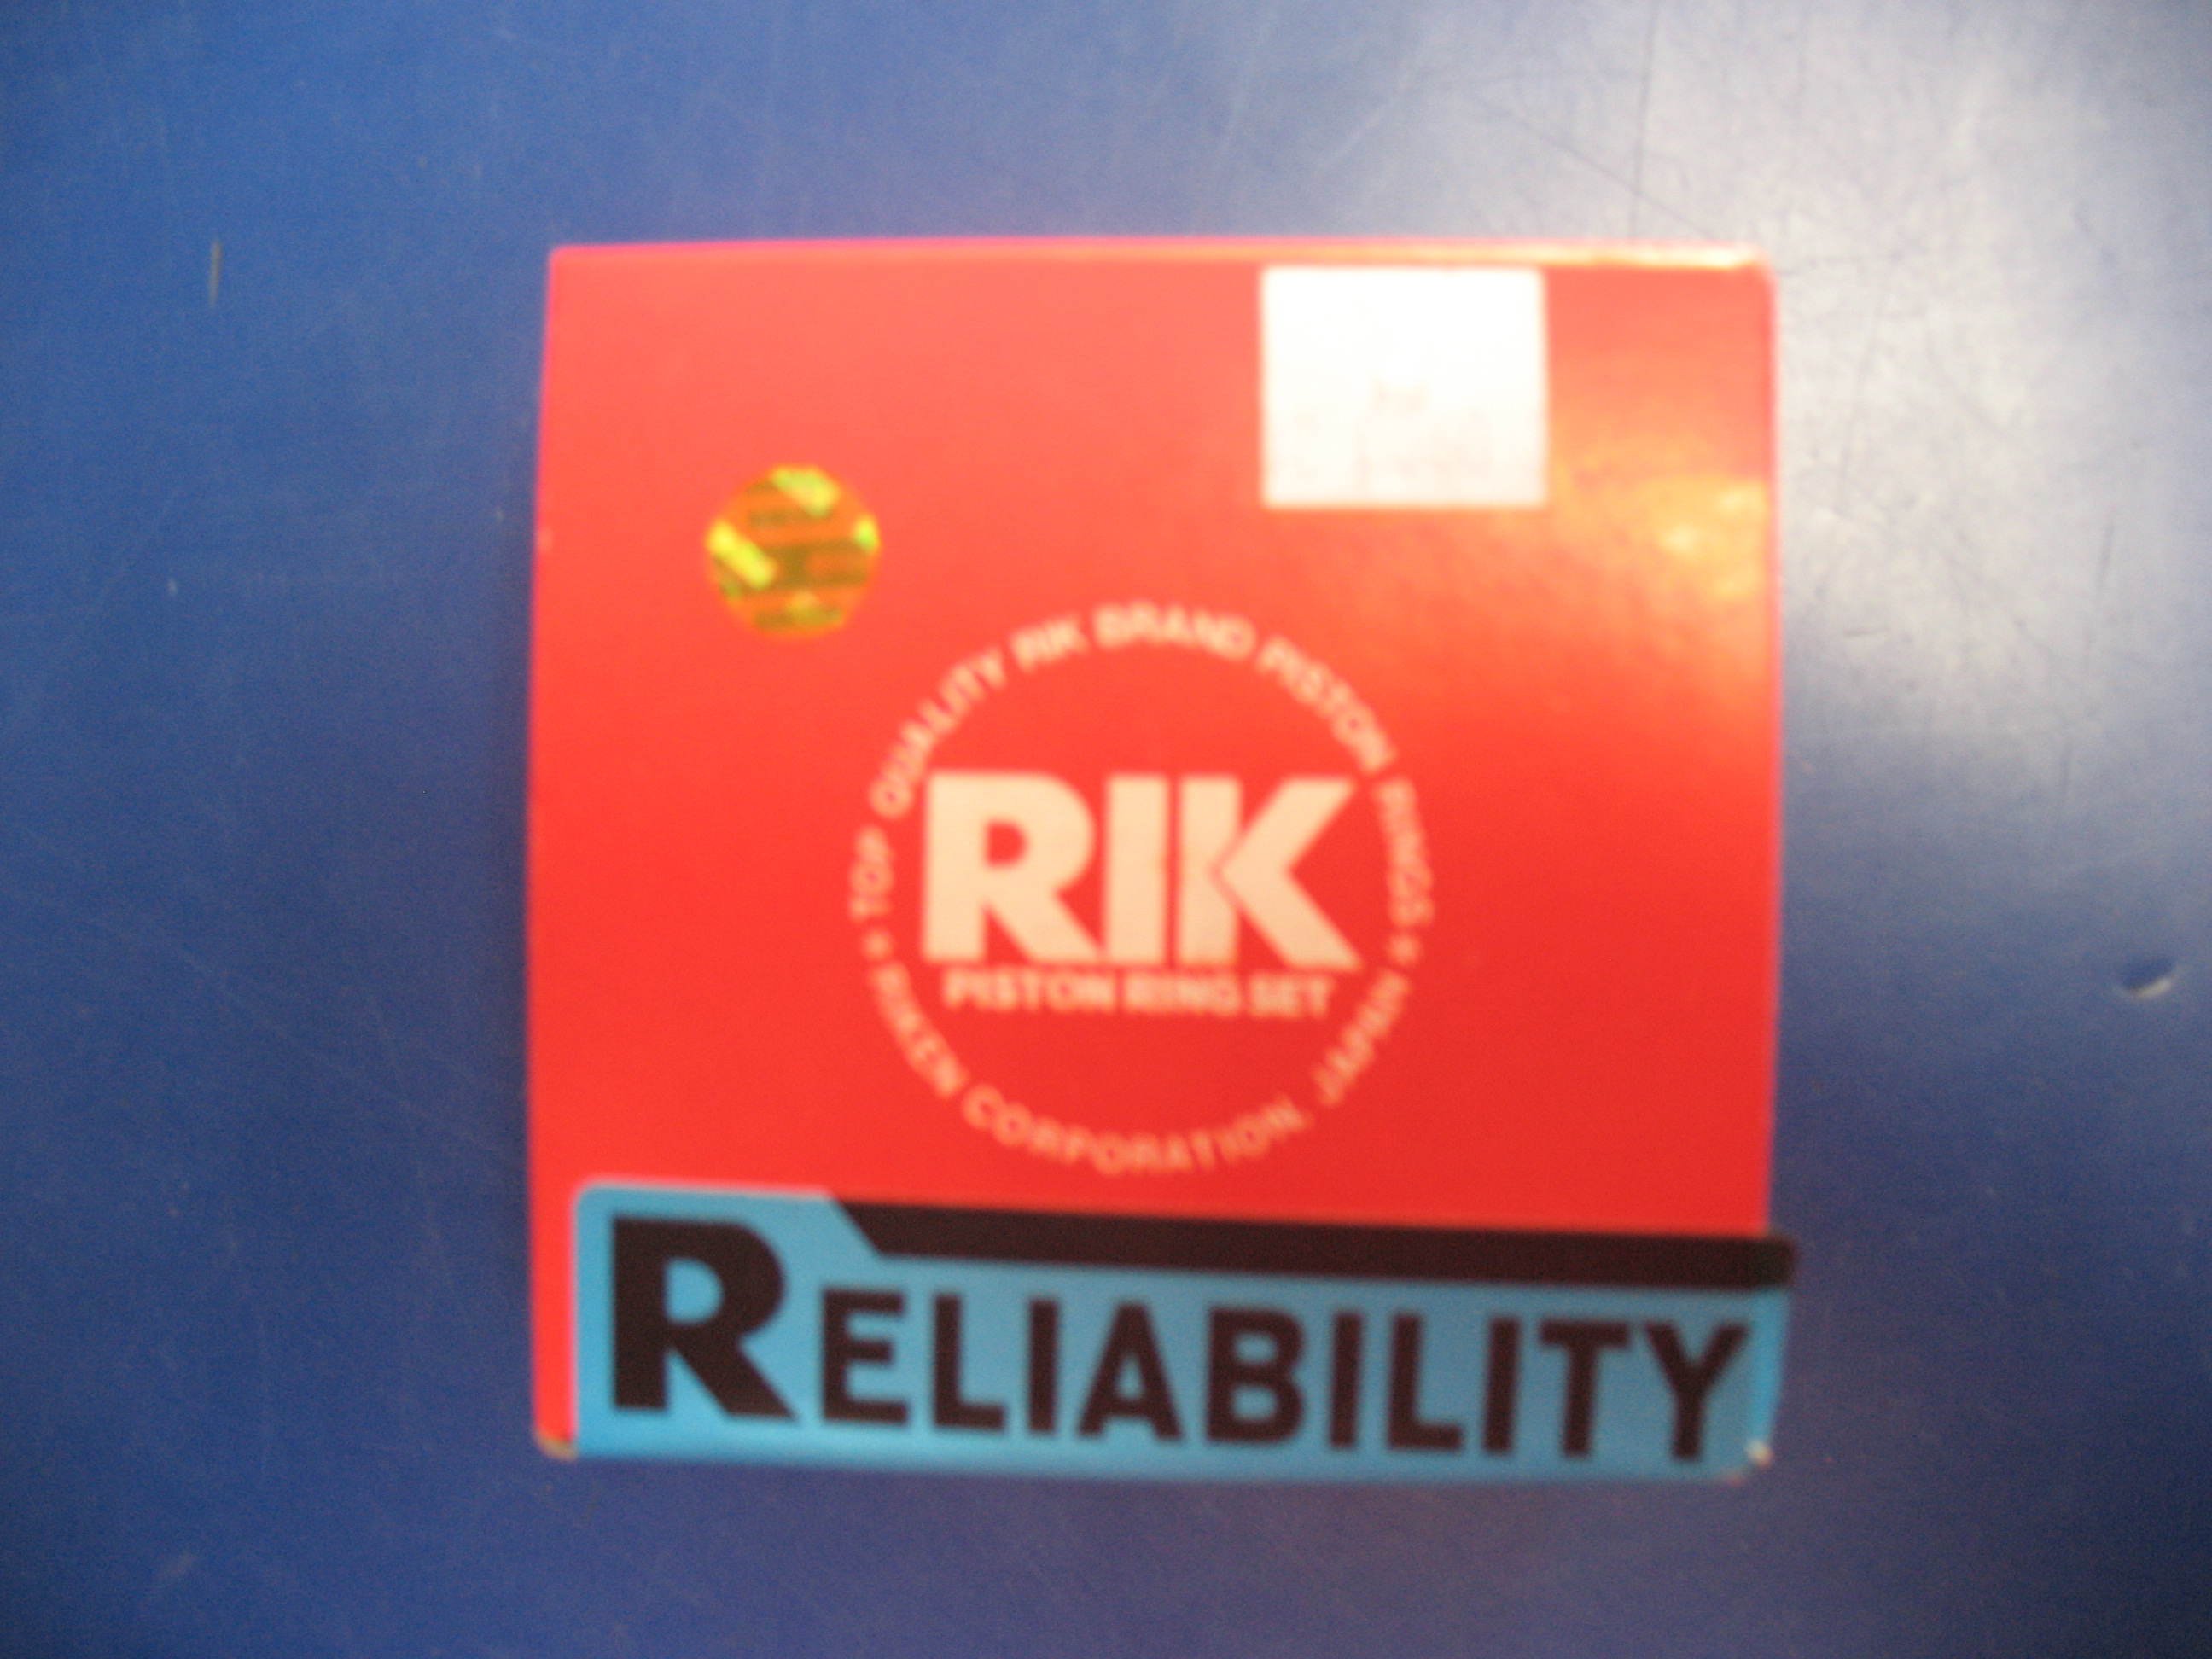 TOP QUALITY RIK BRAND PISTON RINGS
RIK
PISTON RING SET
RIKEN CORPORATION, JAPAN
RELIABILITY